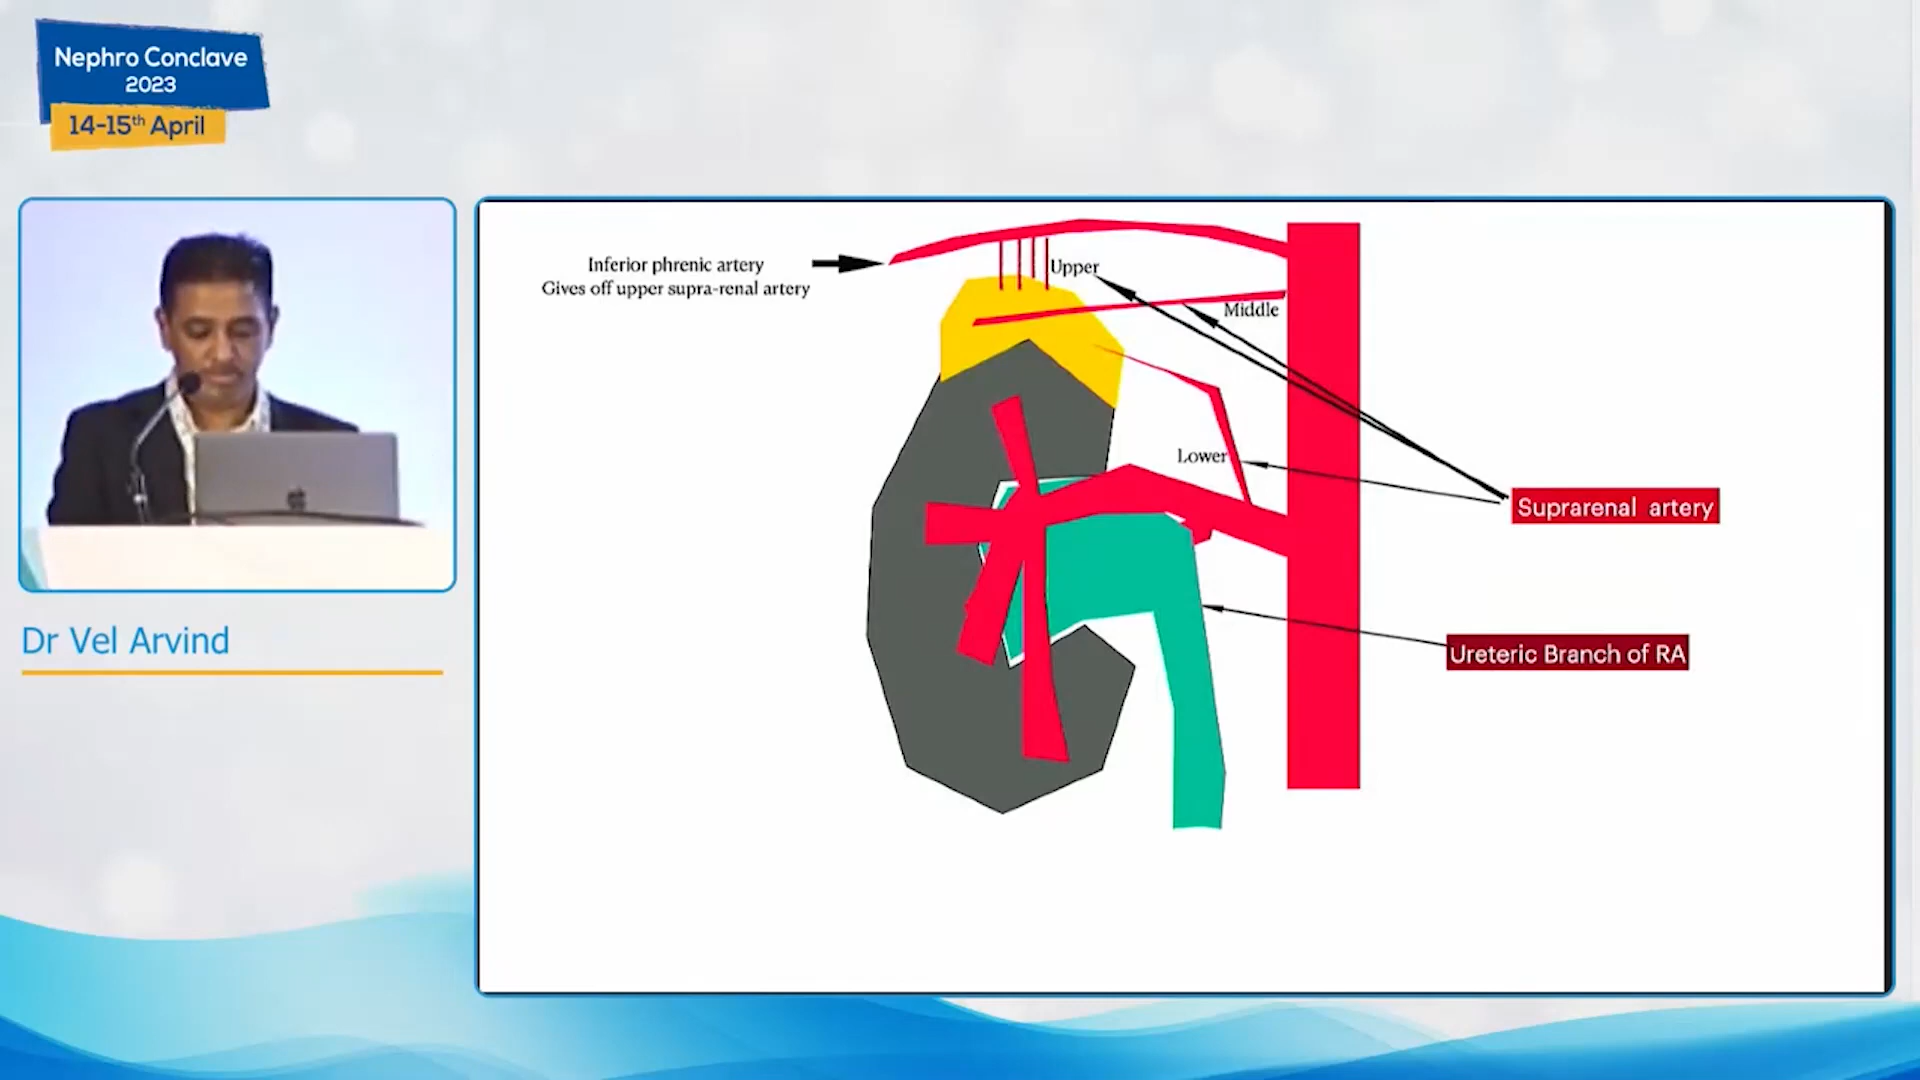 Nephro Conclave
2023
14-15th April
Dr Vel Arvind
Inferior phrenic artery
Gives off upper supra-renal artery
Upper
Middle
Lower
Suprarenal artery
Ureteric Branch of RA